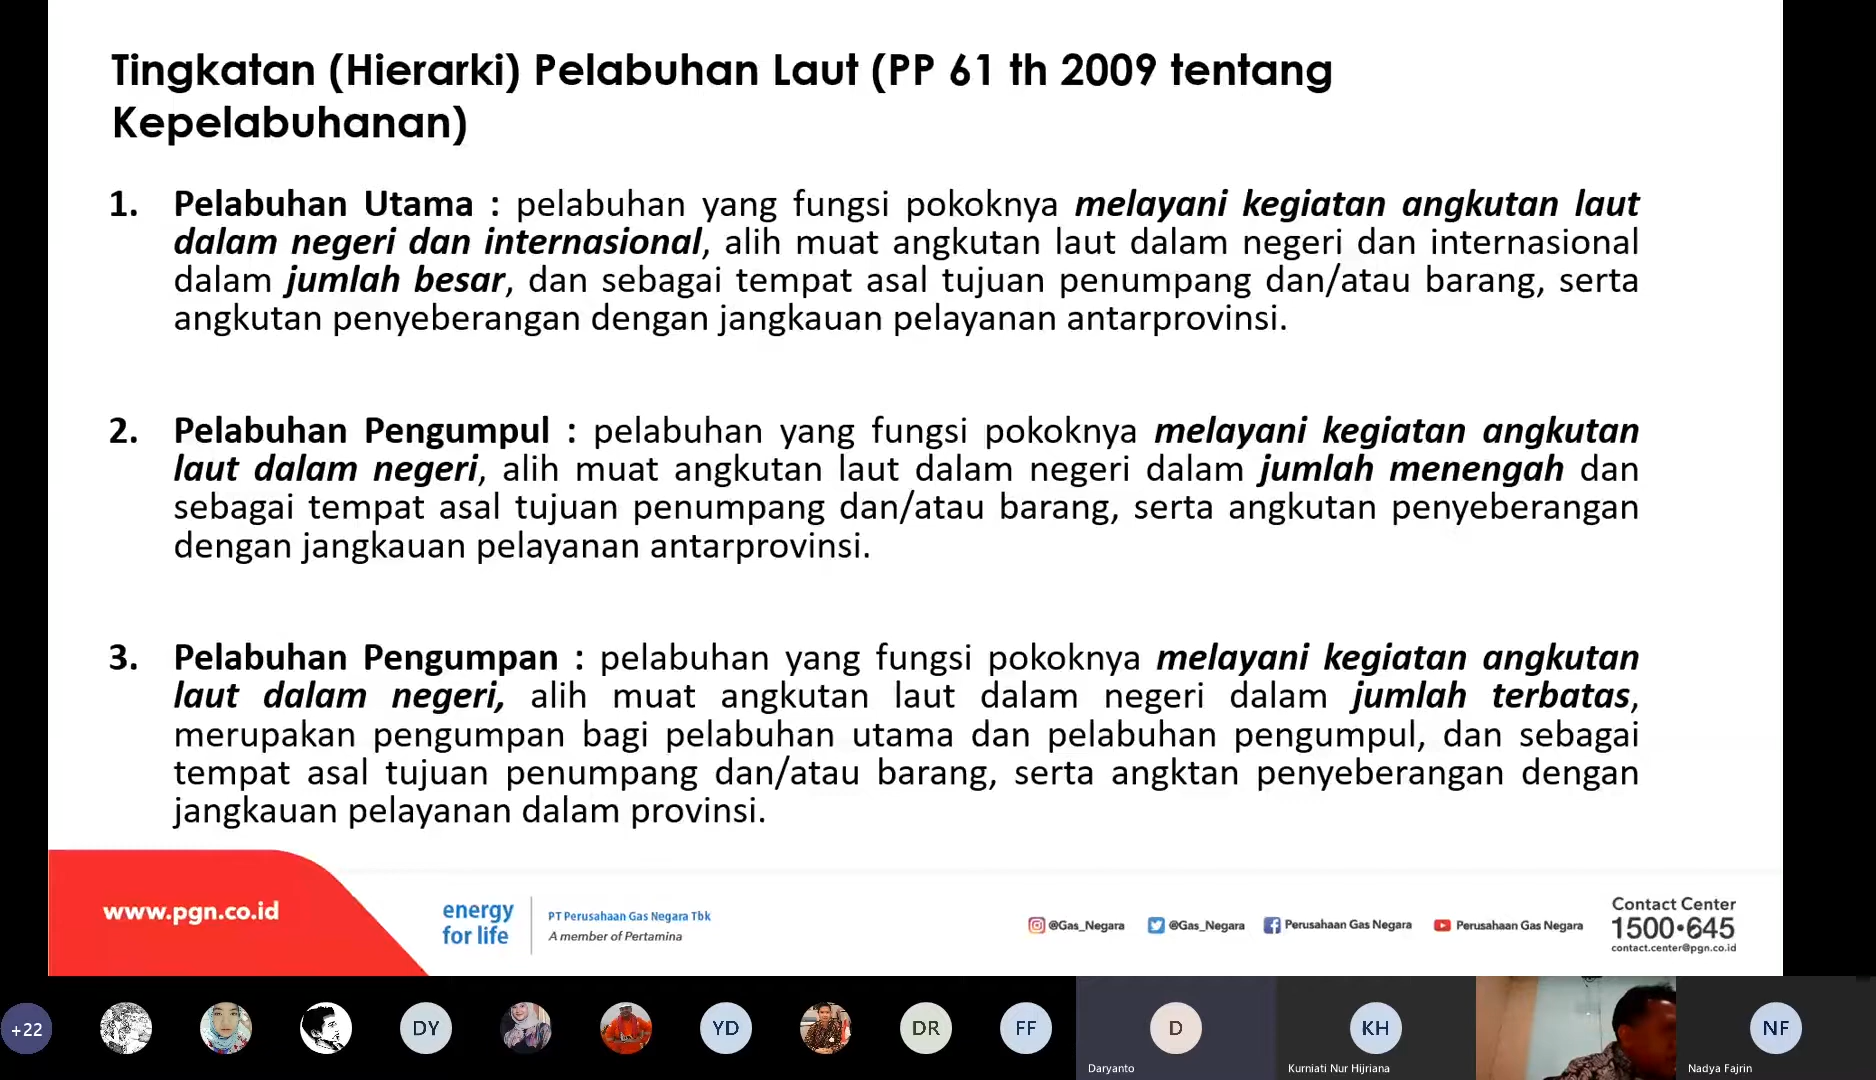 Tingkatan (Hierarki) Pelabuhan Laut (PP 61 th 2009 tentang
Kepelabuhanan)
1. Pelabuhan Utama : pelabuhan yang fungsi pokoknya melayani kegiatan angkutan laut
dalam negeri dan internasional, alih muat angkutan laut dalam negeri dan internasional
dalam jumlah besar, dan sebagai tempat asal tujuan penumpang dan/atau barang, serta
angkutan penyeberangan dengan jangkauan pelayanan antarprovinsi.
2. Pelabuhan Pengumpul : pelabuhan yang fungsi pokoknya melayani kegiatan angkutan
laut dalam negeri, alih muat angkutan laut dalam negeri dalam jumlah menengah dan
sebagai tempat asal tujuan penumpang dan/atau barang, serta angkutan penyeberangan
dengan jangkauan pelayanan antarprovinsi.
3. Pelabuhan Pengumpan : pelabuhan yang fungsi pokoknya melayani kegiatan angkutan
laut dalam negeri, alih muat angkutan laut dalam negeri dalam jumlah terbatas,
merupakan pengumpan bagi pelabuhan utama dan pelabuhan pengumpul, dan sebagai
tempat asal tujuan penumpang dan/atau barang, serta angktan penyeberangan dengan
jangkauan pelayanan dalam provinsi.
www.pgn.co.id
energy
for life
PT Perusahaan Gas Negara Tbk
A member of Pertamina
@Gas_Negara @Gas_Negara Perusahaan Gas Negara Perusahaan Gas Negara
Contact Center
1500•645
contact.center@pgn.co.id
+22 DY YD DR FF D KH NF
Daryanto Kurniati Nur Hijriana Nadya Fajrin